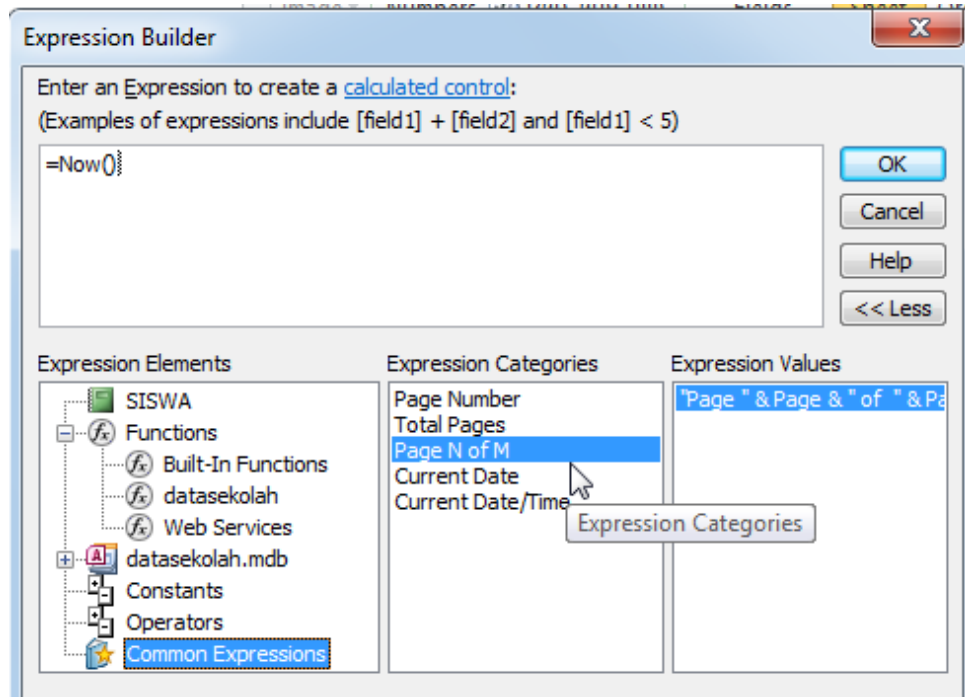 Expression Builder
Enter an Expression to create a calculated control:
(Examples of expressions include [field1] + [field2] and [field1] < 5)
=Now()
OK
Cancel
Help
<< Less
Expression Elements
SISWA
Functions
Built-In Functions
datasekolah
Web Services
datasekolah.mdb
Constants
Operators
Common Expressions
Expression Categories
Page Number
Total Pages
Page N of M
Current Date
Current Date/Time
Expression Categories
Expression Values
"Page " & Page & " of " & Pa